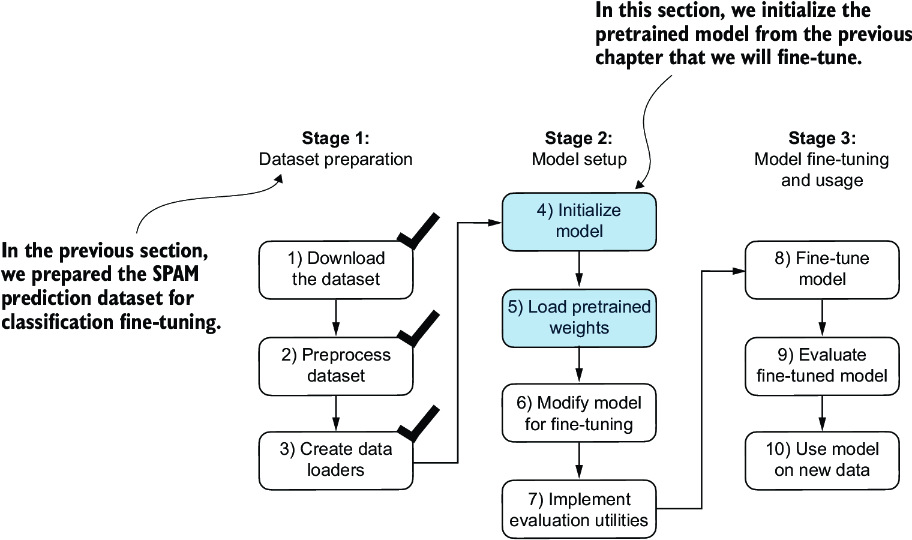 In this section, we initialize the
pretrained model from the previous
chapter that we will fine-tune.
Stage 1:
Dataset preparation
Stage 2:
Model setup
Stage 3:
Model fine-tuning
and usage
In the previous section,
we prepared the SPAM
prediction dataset for
classification fine-tuning.
1) Download
the dataset
2) Preprocess
dataset
3) Create data
loaders
4) Initialize
model
5) Load pretrained
weights
6) Modify model
for fine-tuning
7) Implement
evaluation utilities
8) Fine-tune
model
9) Evaluate
fine-tuned model
10) Use model
on new data